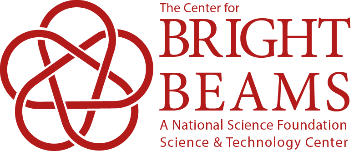 The Center for
BRIGHT
BEAMS
A National Science Foundation
Science & Technology Center